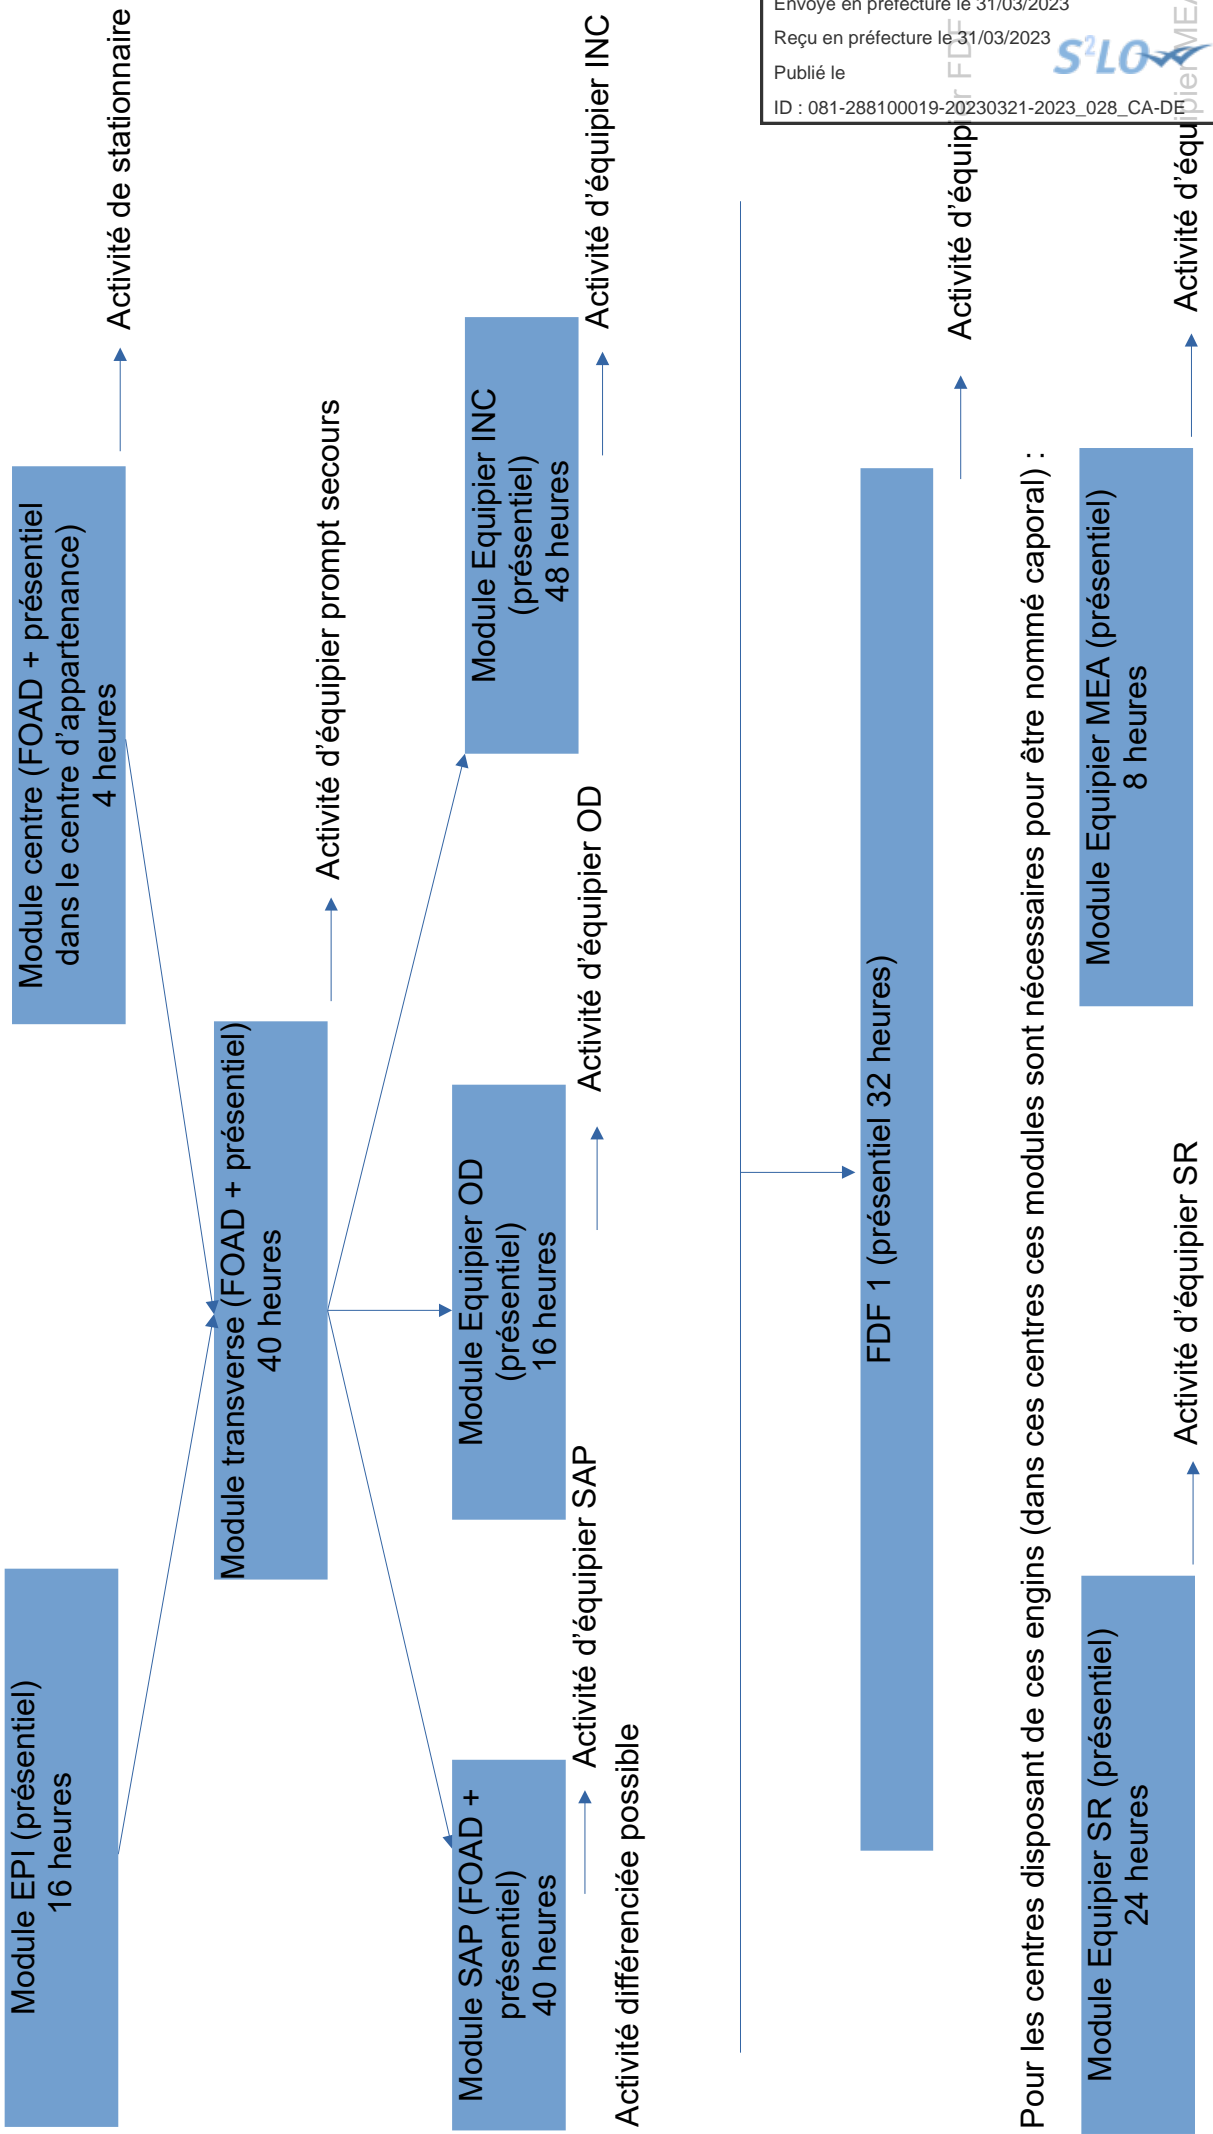 Module EPI (présentiel)
16 heures
Module centre (FOAD + présentiel
dans le centre d'appartenance)
4 heures
Activité de stationnaire
Module transverse (FOAD + présentiel)
40 heures
Activité d'équipier prompt secours
Module SAP (FOAD +
présentiel)
40 heures
Activité d'équipier SAP
Activité différenciée possible
Module Equipier OD
(présentiel)
16 heures
Activité d'équipier OD
Module Equipier INC
(présentiel)
48 heures
Activité d'équipier INC
FDF 1 (présentiel 32 heures)
Activité d'équipier FDF
Pour les centres disposant de ces engins (dans ces centres ces modules sont nécessaires pour être nommé caporal) :
Module Equipier SR (présentiel)
24 heures
Activité d'équipier SR
Module Equipier MEA (présentiel)
8 heures
Activité d'équipier MEA
Envoyé en préfecture le 31/03/2023
Reçu en préfecture le 31/03/2023
Publié le
S²LO
ID : 081-288100019-20230321-2023_028_CA-DE